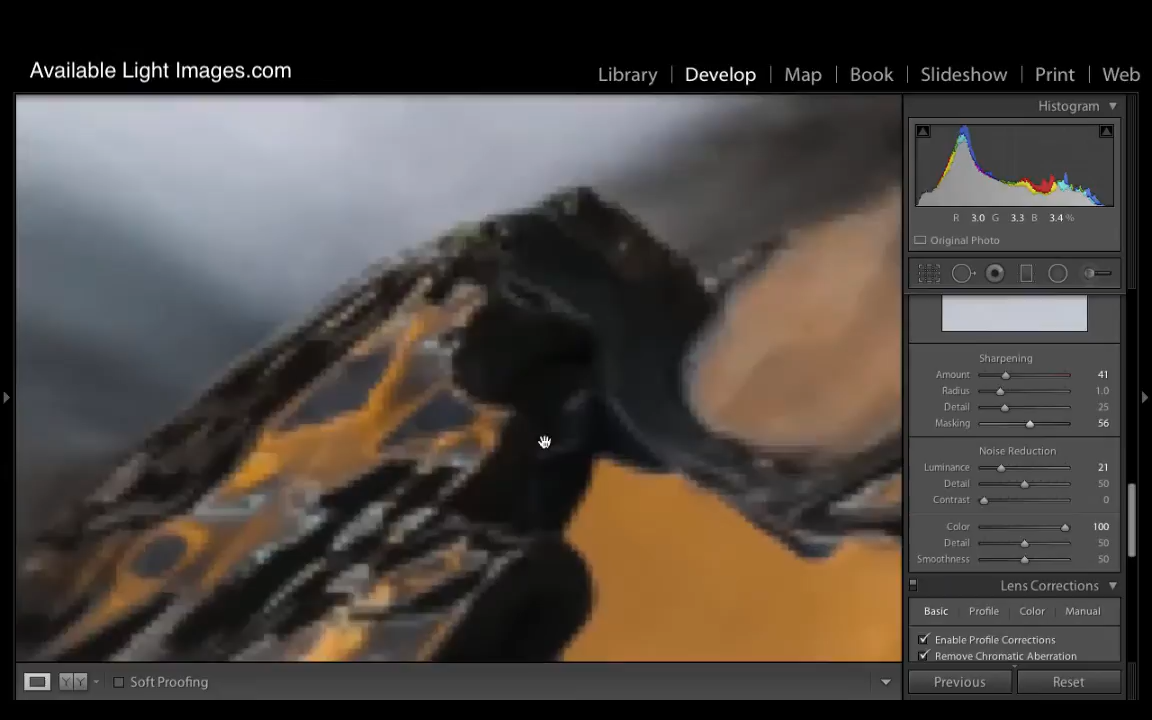 Available Light Images.com
Library | Develop | Map | Book | Slideshow | Print | Web
Histogram
R 3.0 G 3.3 B 3.4 %
Original Photo
Sharpening
Amount 41
Radius 1.0
Detail 25
Masking 56
Noise Reduction
Luminance 21
Detail 50
Contrast 0
Color 100
Detail 50
Smoothness 50
Lens Corrections
Basic Profile Color Manual
Enable Profile Corrections
Remove Chromatic Aberration
Y Y Soft Proofing
Previous Reset